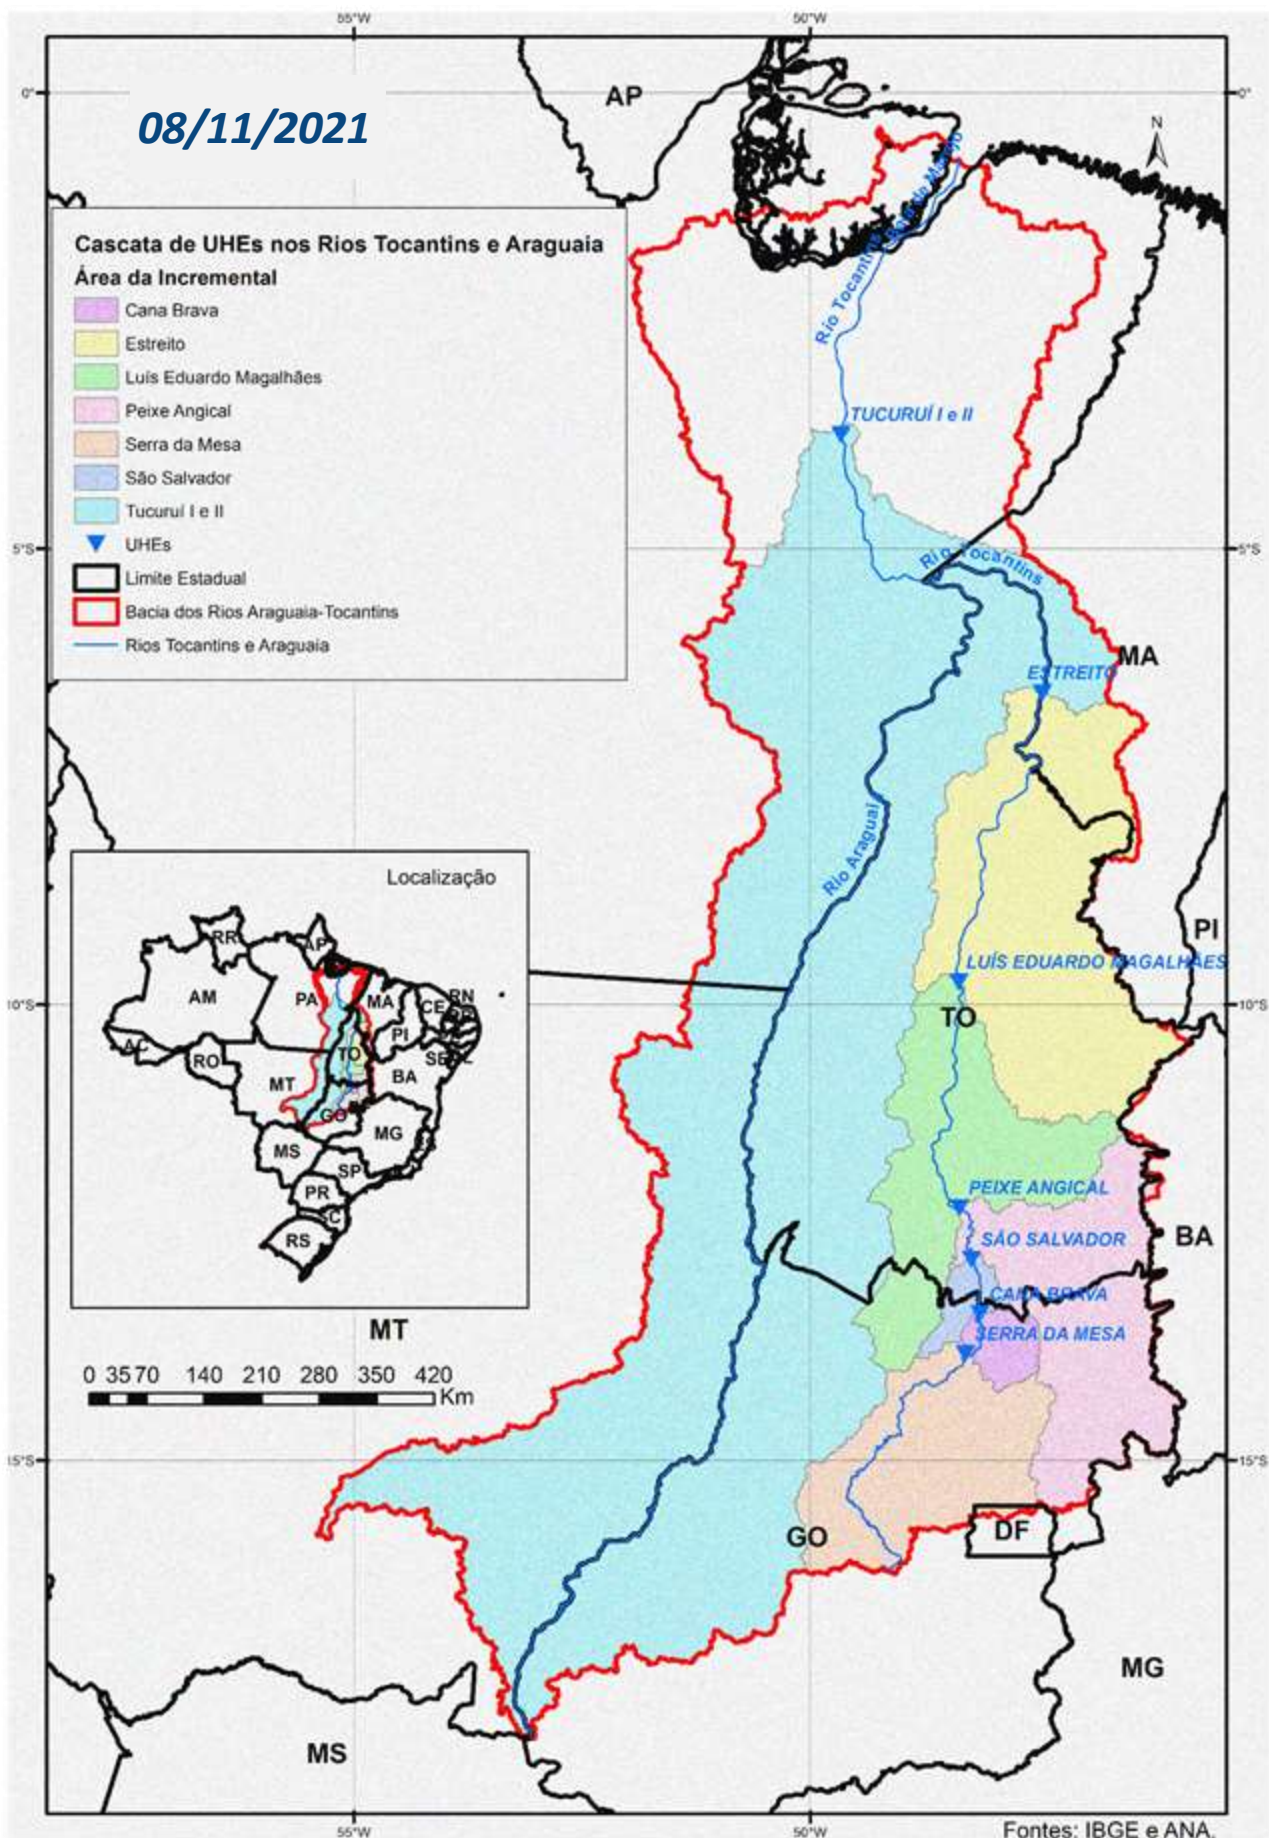 55°W
50°W
0°
0°
AP
08/11/2021
N
Cascata de UHEs nos Rios Tocantins e Araguaia
Área da Incremental
Cana Brava
Estreito
Luís Eduardo Magalhães
Peixe Angical
Serra da Mesa
São Salvador
Tucuruí I e II
UHEs
Limite Estadual
Bacia dos Rios Araguaia-Tocantins
Rios Tocantins e Araguaia
Rio Tocantins
TUCURUÍ I e II
5°S
5°S
Rio Tocantins
MA
ESTREITO
Rio Araguai
PI
LUÍS EDUARDO MAGALHÃES
10°S
TO
Localização
RR
AP
AM
PA
MA
CE
RN
PI
AC
RO
TO
SE
MT
BA
GO
MS
MG
SP
PR
SC
RS
PEIXE ANGICAL
SÃO SALVADOR
BA
CANA BRAVA
SERRA DA MESA
MT
0 35 70 140 210 280 350 420
Km
15°S
15°S
GO
DF
MG
MS
55°W
50°W
Fontes: IBGE e ANA.